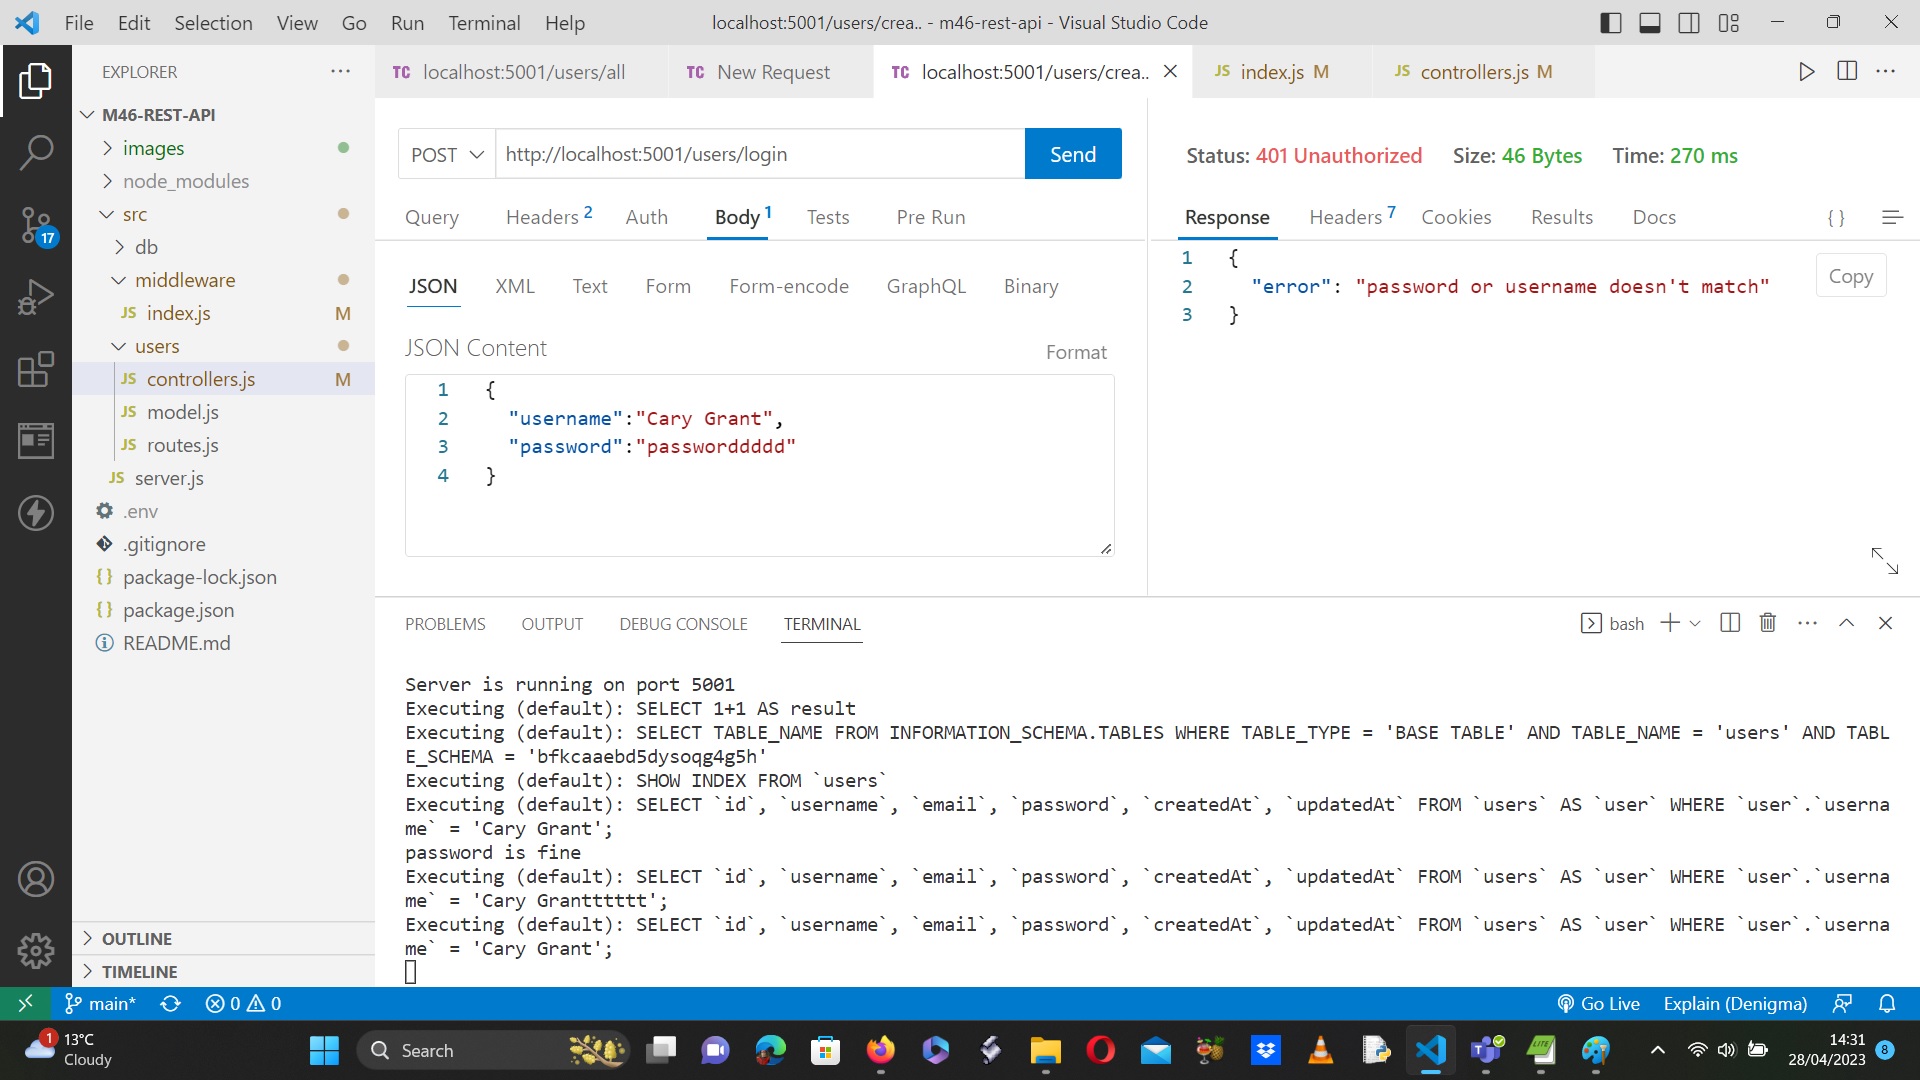 File Edit Selection View Go Run Terminal Help
localhost:5001/users/crea.. - m46-rest-api - Visual Studio Code
EXPLORER
M46-REST-API
images
node_modules
src
db
middleware
JS index.js M
users
JS controllers.js M
JS model.js
JS routes.js
JS server.js
.env
.gitignore
{} package-lock.json
{} package.json
README.md
OUTLINE
TIMELINE
17
TC localhost:5001/users/all
TC New Request
TC localhost:5001/users/crea..
JS index.js M
JS controllers.js M
POST http://localhost:5001/users/login Send
Query Headers 2 Auth Body 1 Tests Pre Run
JSON XML Text Form Form-encode GraphQL Binary
JSON Content
Format
1 {
2 "username":"Cary Grant",
3 "password":"passworddddd"
4 }
Status: 401 Unauthorized Size: 46 Bytes Time: 270 ms
Response Headers 7 Cookies Results Docs { }
1 {
2 "error": "password or username doesn't match"
3 }
Copy
PROBLEMS OUTPUT DEBUG CONSOLE TERMINAL
bash
Server is running on port 5001
Executing (default): SELECT 1+1 AS result
Executing (default): SELECT TABLE_NAME FROM INFORMATION_SCHEMA.TABLES WHERE TABLE_TYPE = 'BASE TABLE' AND TABLE_NAME = 'users' AND TABL
E_SCHEMA = 'bfkcaaebd5dysoqg4g5h'
Executing (default): SHOW INDEX FROM `users`
Executing (default): SELECT `id`, `username`, `email`, `password`, `createdAt`, `updatedAt` FROM `users` AS `user` WHERE `user`.`userna
me` = 'Cary Grant';
password is fine
Executing (default): SELECT `id`, `username`, `email`, `password`, `createdAt`, `updatedAt` FROM `users` AS `user` WHERE `user`.`userna
me` = 'Cary Grantttttt';
Executing (default): SELECT `id`, `username`, `email`, `password`, `createdAt`, `updatedAt` FROM `users` AS `user` WHERE `user`.`userna
me` = 'Cary Grant';
main* 0 0
Go Live Explain (Denigma)
1
13°C
Cloudy
Search
LITE
14:31
28/04/2023
8